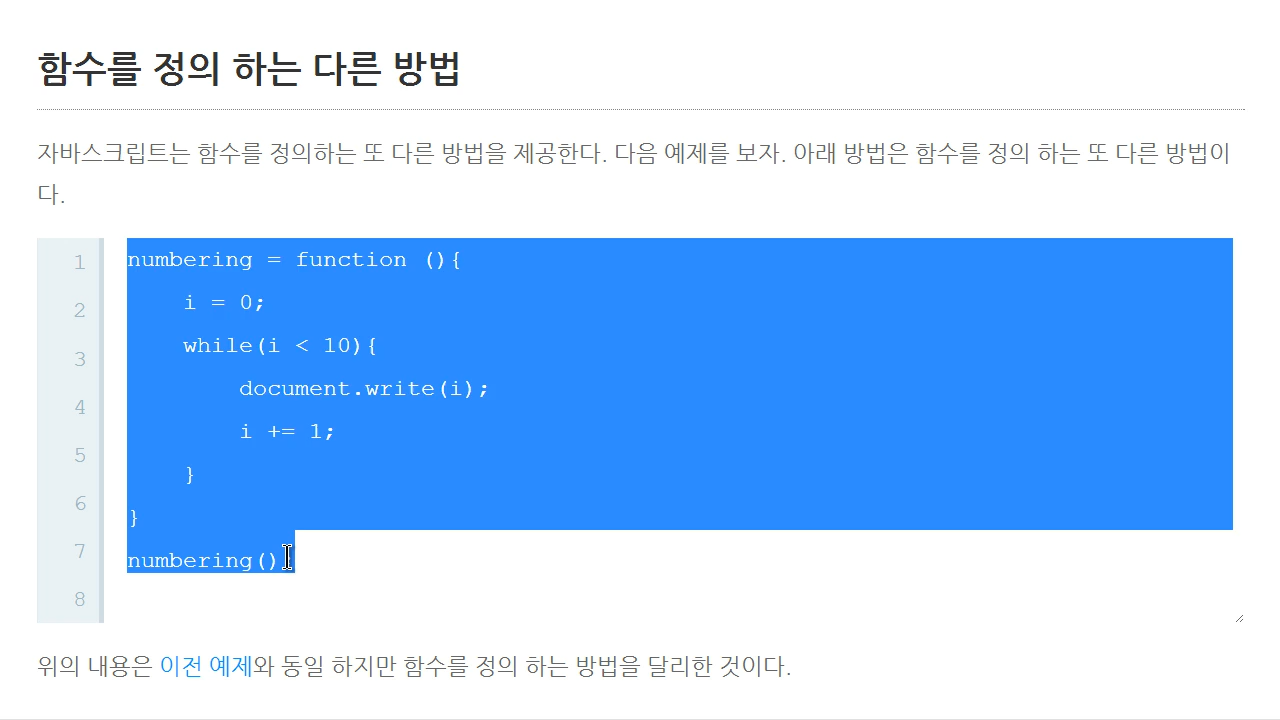 함수를 정의 하는 다른 방법
자바스크립트는 함수를 정의하는 또 다른 방법을 제공한다. 다음 예제를 보자. 아래 방법은 함수를 정의 하는 또 다른 방법이
다.
1 numbering = function (){
2     i = 0;
3     while(i < 10){
4         document.write(i);
5         i += 1;
6     }
7 }
8 numbering();
위의 내용은 이전 예제와 동일 하지만 함수를 정의 하는 방법을 달리한 것이다.